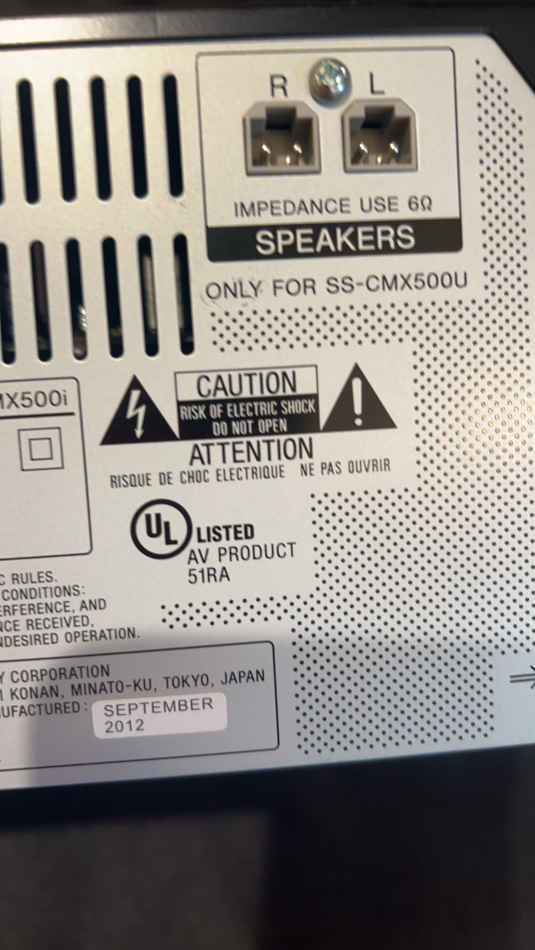 R L
IMPEDANCE USE 6Ω
SPEAKERS
ONLY FOR SS-CMX500U
MX500i
CAUTION
RISK OF ELECTRIC SHOCK
DO NOT OPEN
ATTENTION
RISQUE DE CHOC ELECTRIQUE NE PAS OUVRIR
UL LISTED
AV PRODUCT
51RA
C RULES.
CONDITIONS:
ERFERENCE, AND
NCE RECEIVED,
NDESIRED OPERATION.
Y CORPORATION
1 KONAN, MINATO-KU, TOKYO, JAPAN
UFACTURED: SEPTEMBER
2012